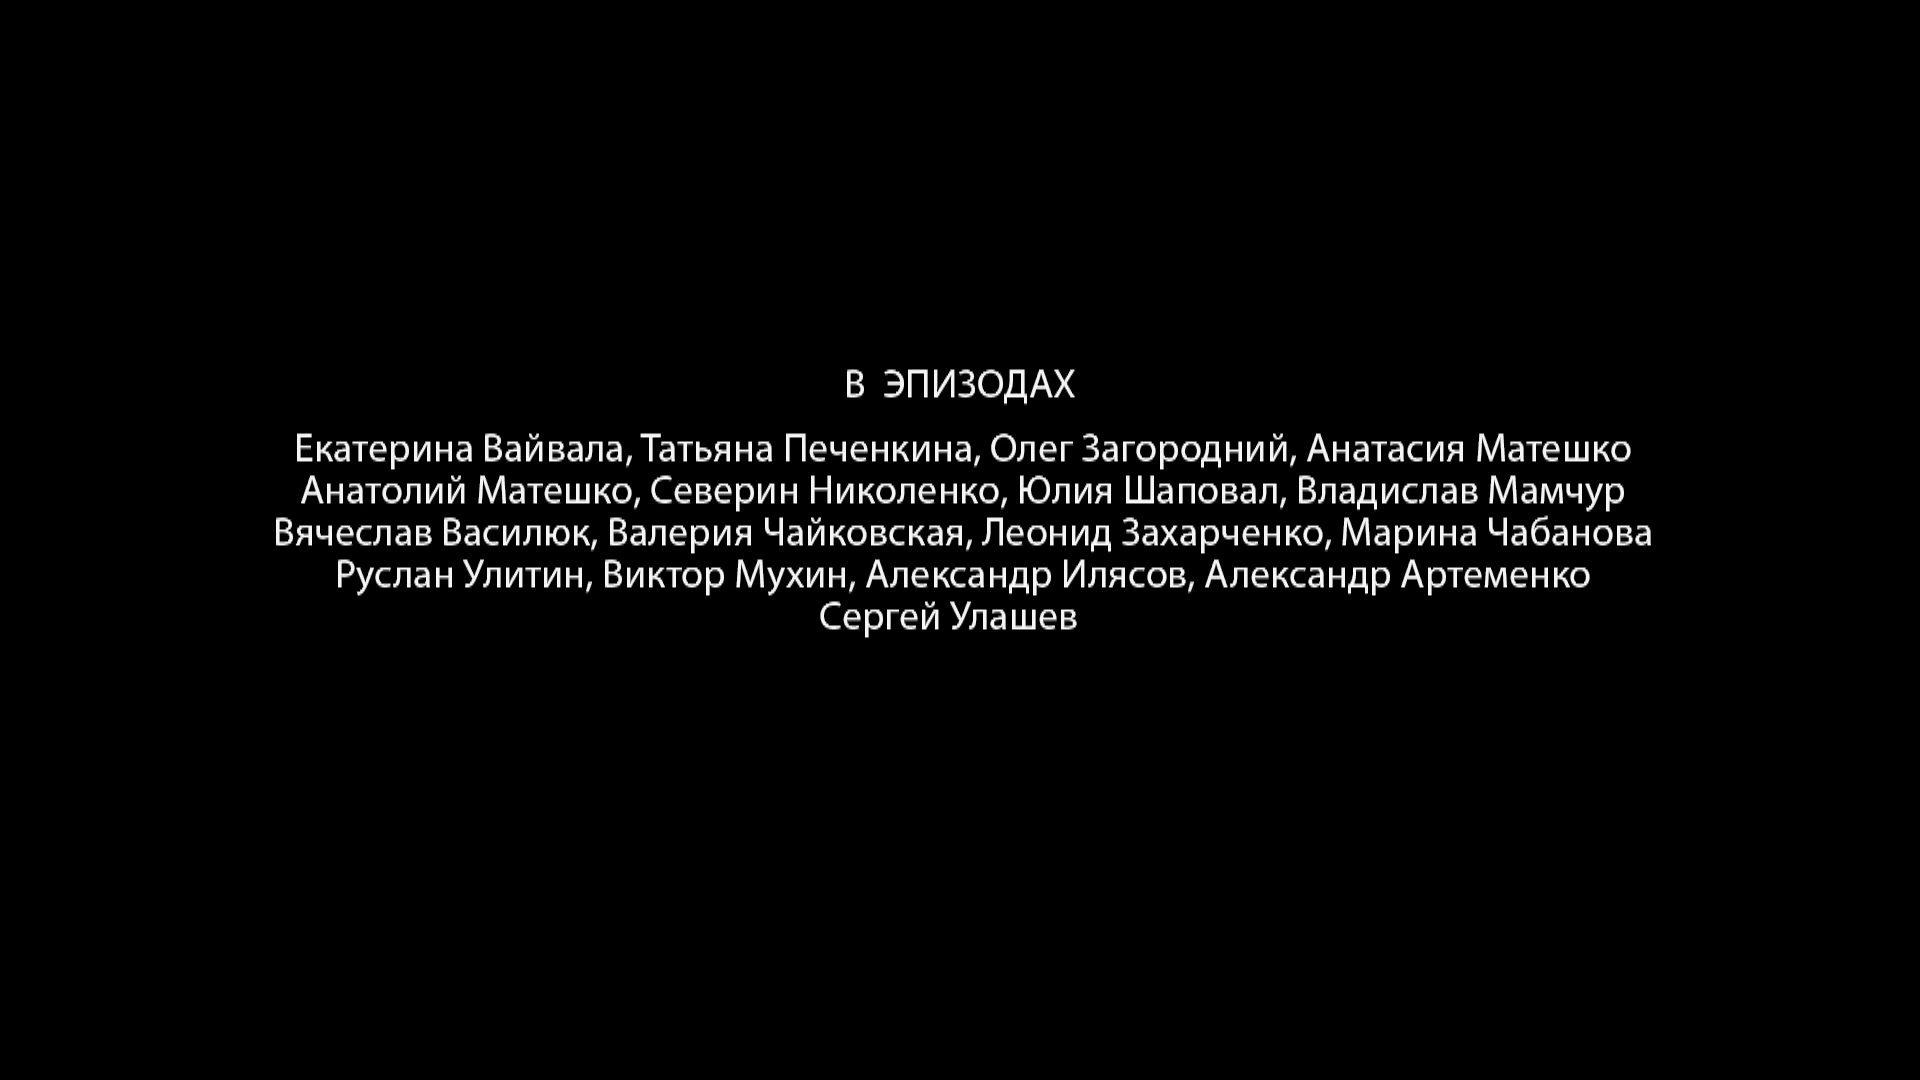 В ЭПИЗОДАХ
Екатерина Вайвала, Татьяна Печенкина, Олег Загородний, Анатасия Матешко
Анатолий Матешко, Северин Николенко, Юлия Шаповал, Владислав Мамчур
Вячеслав Василюк, Валерия Чайковская, Леонид Захарченко, Марина Чабанова
Руслан Улитин, Виктор Мухин, Александр Илясов, Александр Артеменко
Сергей Улашев